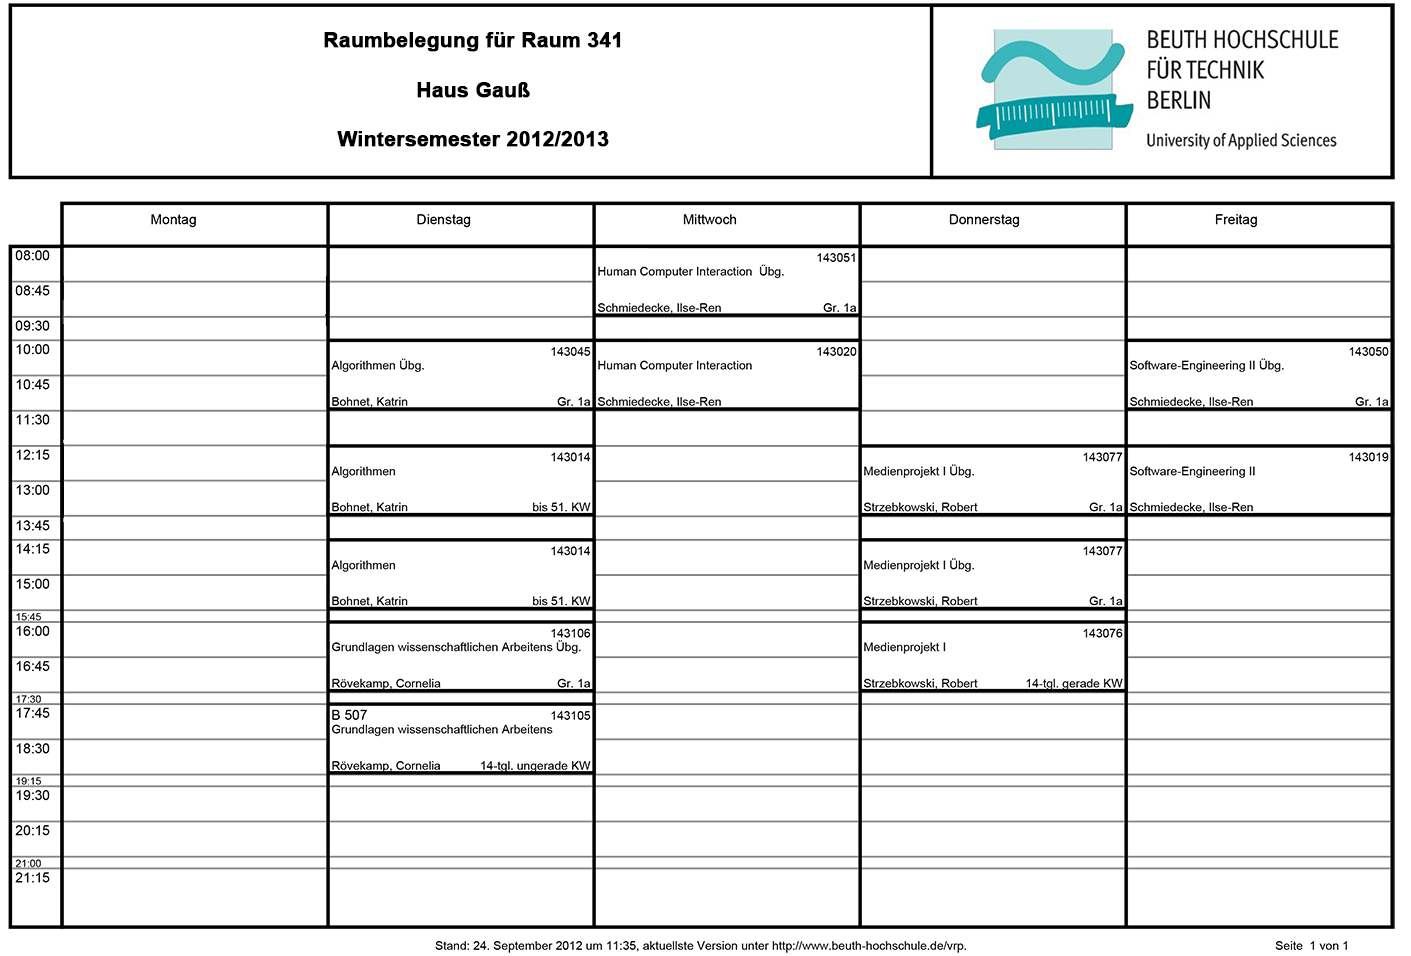 Raumbelegung für Raum 341
Haus Gauß
Wintersemester 2012/2013
BEUTH HOCHSCHULE
FÜR TECHNIK
BERLIN
University of Applied Sciences
Montag Dienstag Mittwoch Donnerstag Freitag
08:00
143051
Human Computer Interaction Übg.
08:45
Schmiedecke, Ilse-Ren Gr. 1a
09:30
10:00
143045 143020 143050
Algorithmen Übg. Human Computer Interaction Software-Engineering II Übg.
10:45
Bohnet, Katrin Gr. 1a Schmiedecke, Ilse-Ren Schmiedecke, Ilse-Ren Gr. 1a
11:30
12:15
143014 143077 143019
Algorithmen Medienprojekt I Übg. Software-Engineering II
13:00
Bohnet, Katrin bis 51. KW Strzebkowski, Robert Gr. 1a Schmiedecke, Ilse-Ren
13:45
14:15
143014 143077
Algorithmen Medienprojekt I Übg.
15:00
Bohnet, Katrin bis 51. KW Strzebkowski, Robert Gr. 1a
15:45
16:00
143106 143076
Grundlagen wissenschaftlichen Arbeitens Übg. Medienprojekt I
16:45
Rövekamp, Cornelia Gr. 1a Strzebkowski, Robert 14-tgl. gerade KW
17:30
17:45
B 507 143105
Grundlagen wissenschaftlichen Arbeitens
18:30
Rövekamp, Cornelia 14-tgl. ungerade KW
19:15
19:30
20:15
21:00
21:15
Stand: 24. September 2012 um 11:35, aktuellste Version unter http://www.beuth-hochschule.de/vrp. Seite 1 von 1